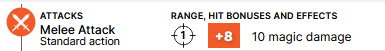 ATTACKS
RANGE, HIT BONUSES AND EFFECTS
Melee Attack
Standard action
1
+8
10 magic damage